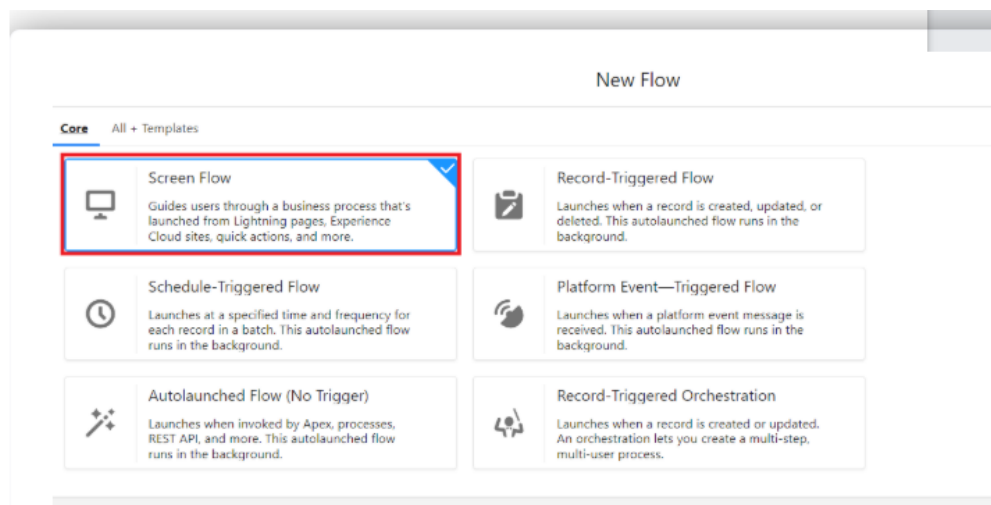 New Flow
Core All + Templates
Screen Flow
Guides users through a business process that's
launched from Lightning pages, Experience
Cloud sites, quick actions, and more.
Record-Triggered Flow
Launches when a record is created, updated, or
deleted. This autolaunched flow runs in the
background.
Schedule-Triggered Flow
Launches at a specified time and frequency for
each record in a batch. This autolaunched flow
runs in the background.
Platform Event—Triggered Flow
Launches when a platform event message is
received. This autolaunched flow runs in the
background.
Autolaunched Flow (No Trigger)
Launches when invoked by Apex, processes,
REST API, and more. This autolaunched flow
runs in the background.
Record-Triggered Orchestration
Launches when a record is created or updated.
An orchestration lets you create a multi-step,
multi-user process.